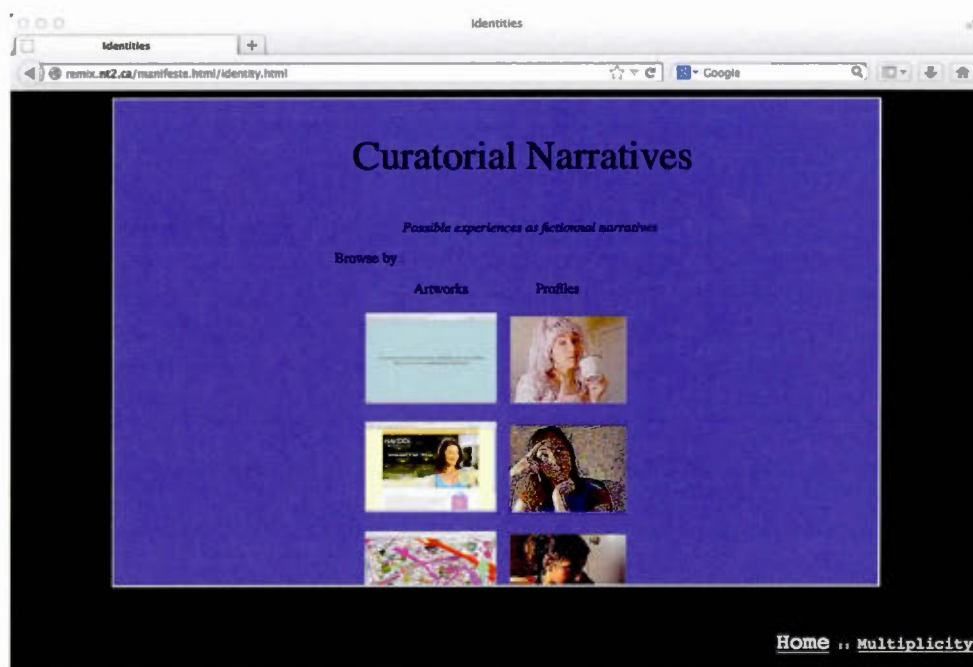 Identities
Identities +
remix.nt2.ca/manifeste.html/identity.html
Google
Curatorial Narratives
Possible experiences as fictionnal narratives
Browse by :
Artworks Profiles
Home :: Multiplicity